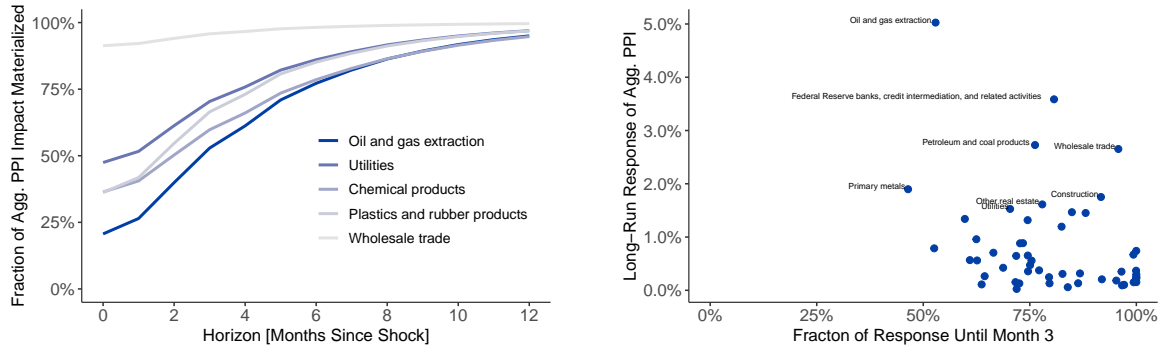 Fraction of Agg. PPI Impact Materialized
100%
75%
50%
25%
0%
Oil and gas extraction
Utilities
Chemical products
Plastics and rubber products
Wholesale trade
0
2
4
6
8
10
12
Horizon [Months Since Shock]
Long−Run Response of Agg. PPI
5.0%
4.0%
3.0%
2.0%
1.0%
0.0%
Oil and gas extraction
Federal Reserve banks, credit intermediation, and related activities
Petroleum and coal products
Wholesale trade
Primary metals
Construction
Other real estate
Utilities
0%
25%
50%
75%
100%
Fracton of Response Until Month 3